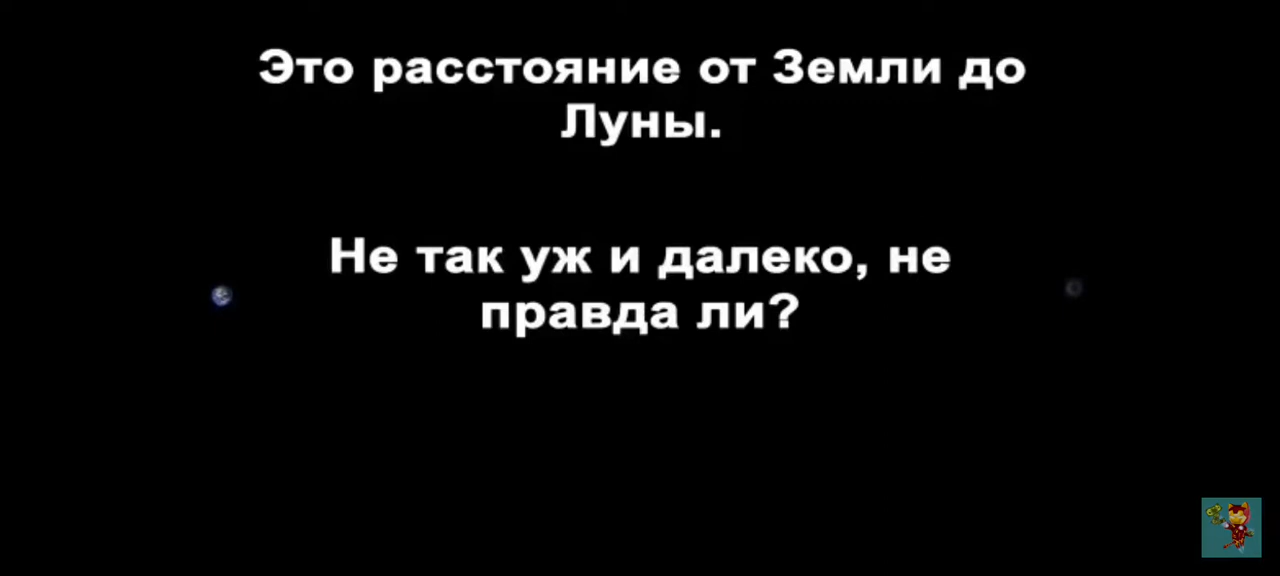 Это расстояние от Земли до
Луны.
Не так уж и далеко, не
правда ли?